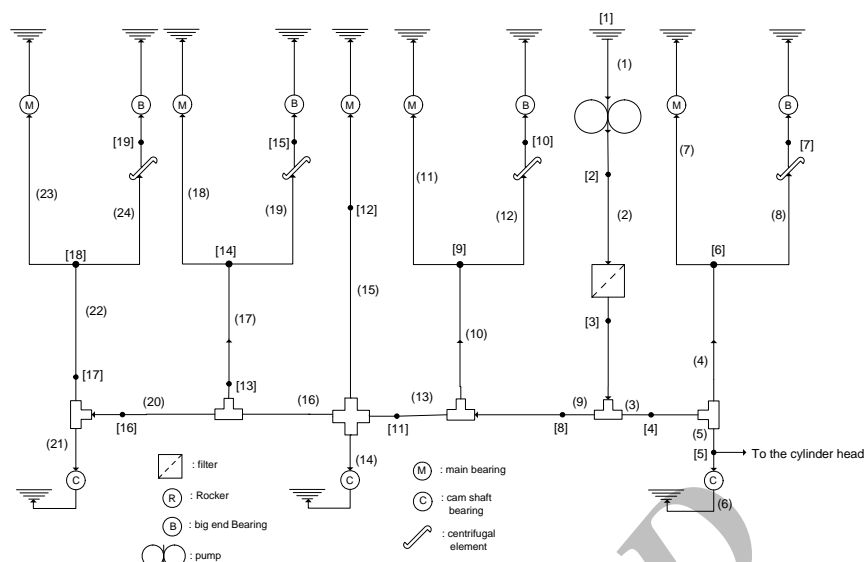 [1]
(1)
M
B
M
B
M
M
B
M
B
[19]
[15]
[10]
[2]
(7)
[7]
(23)
(24)
(18)
(19)
[12]
(11)
(12)
(2)
(8)
[18]
[14]
[9]
[6]
(22)
(17)
(15)
(10)
[3]
(4)
[17]
[13]
(20)
(16)
(13)
(9)
(3)
[16]
[11]
[8]
[4]
(5)
(21)
(14)
[5]
To the cylinder head
C
C
C
(6)
: filter
M : main bearing
R : Rocker
C : cam shaft
bearing
B : big end Bearing
: centrifugal
element
: pump
D